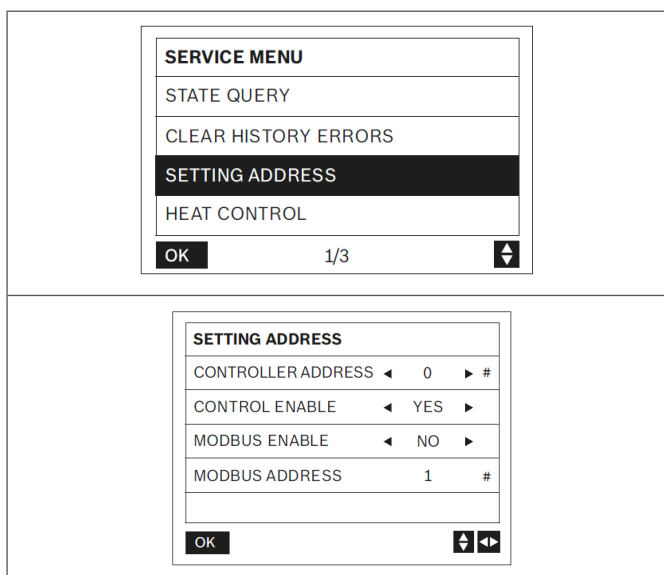 SERVICE MENU
STATE QUERY
CLEAR HISTORY ERRORS
SETTING ADDRESS
HEAT CONTROL
OK 1/3
SETTING ADDRESS
CONTROLLER ADDRESS ◄ 0 ► #
CONTROL ENABLE ◄ YES ►
MODBUS ENABLE ◄ NO ►
MODBUS ADDRESS 1 #
OK